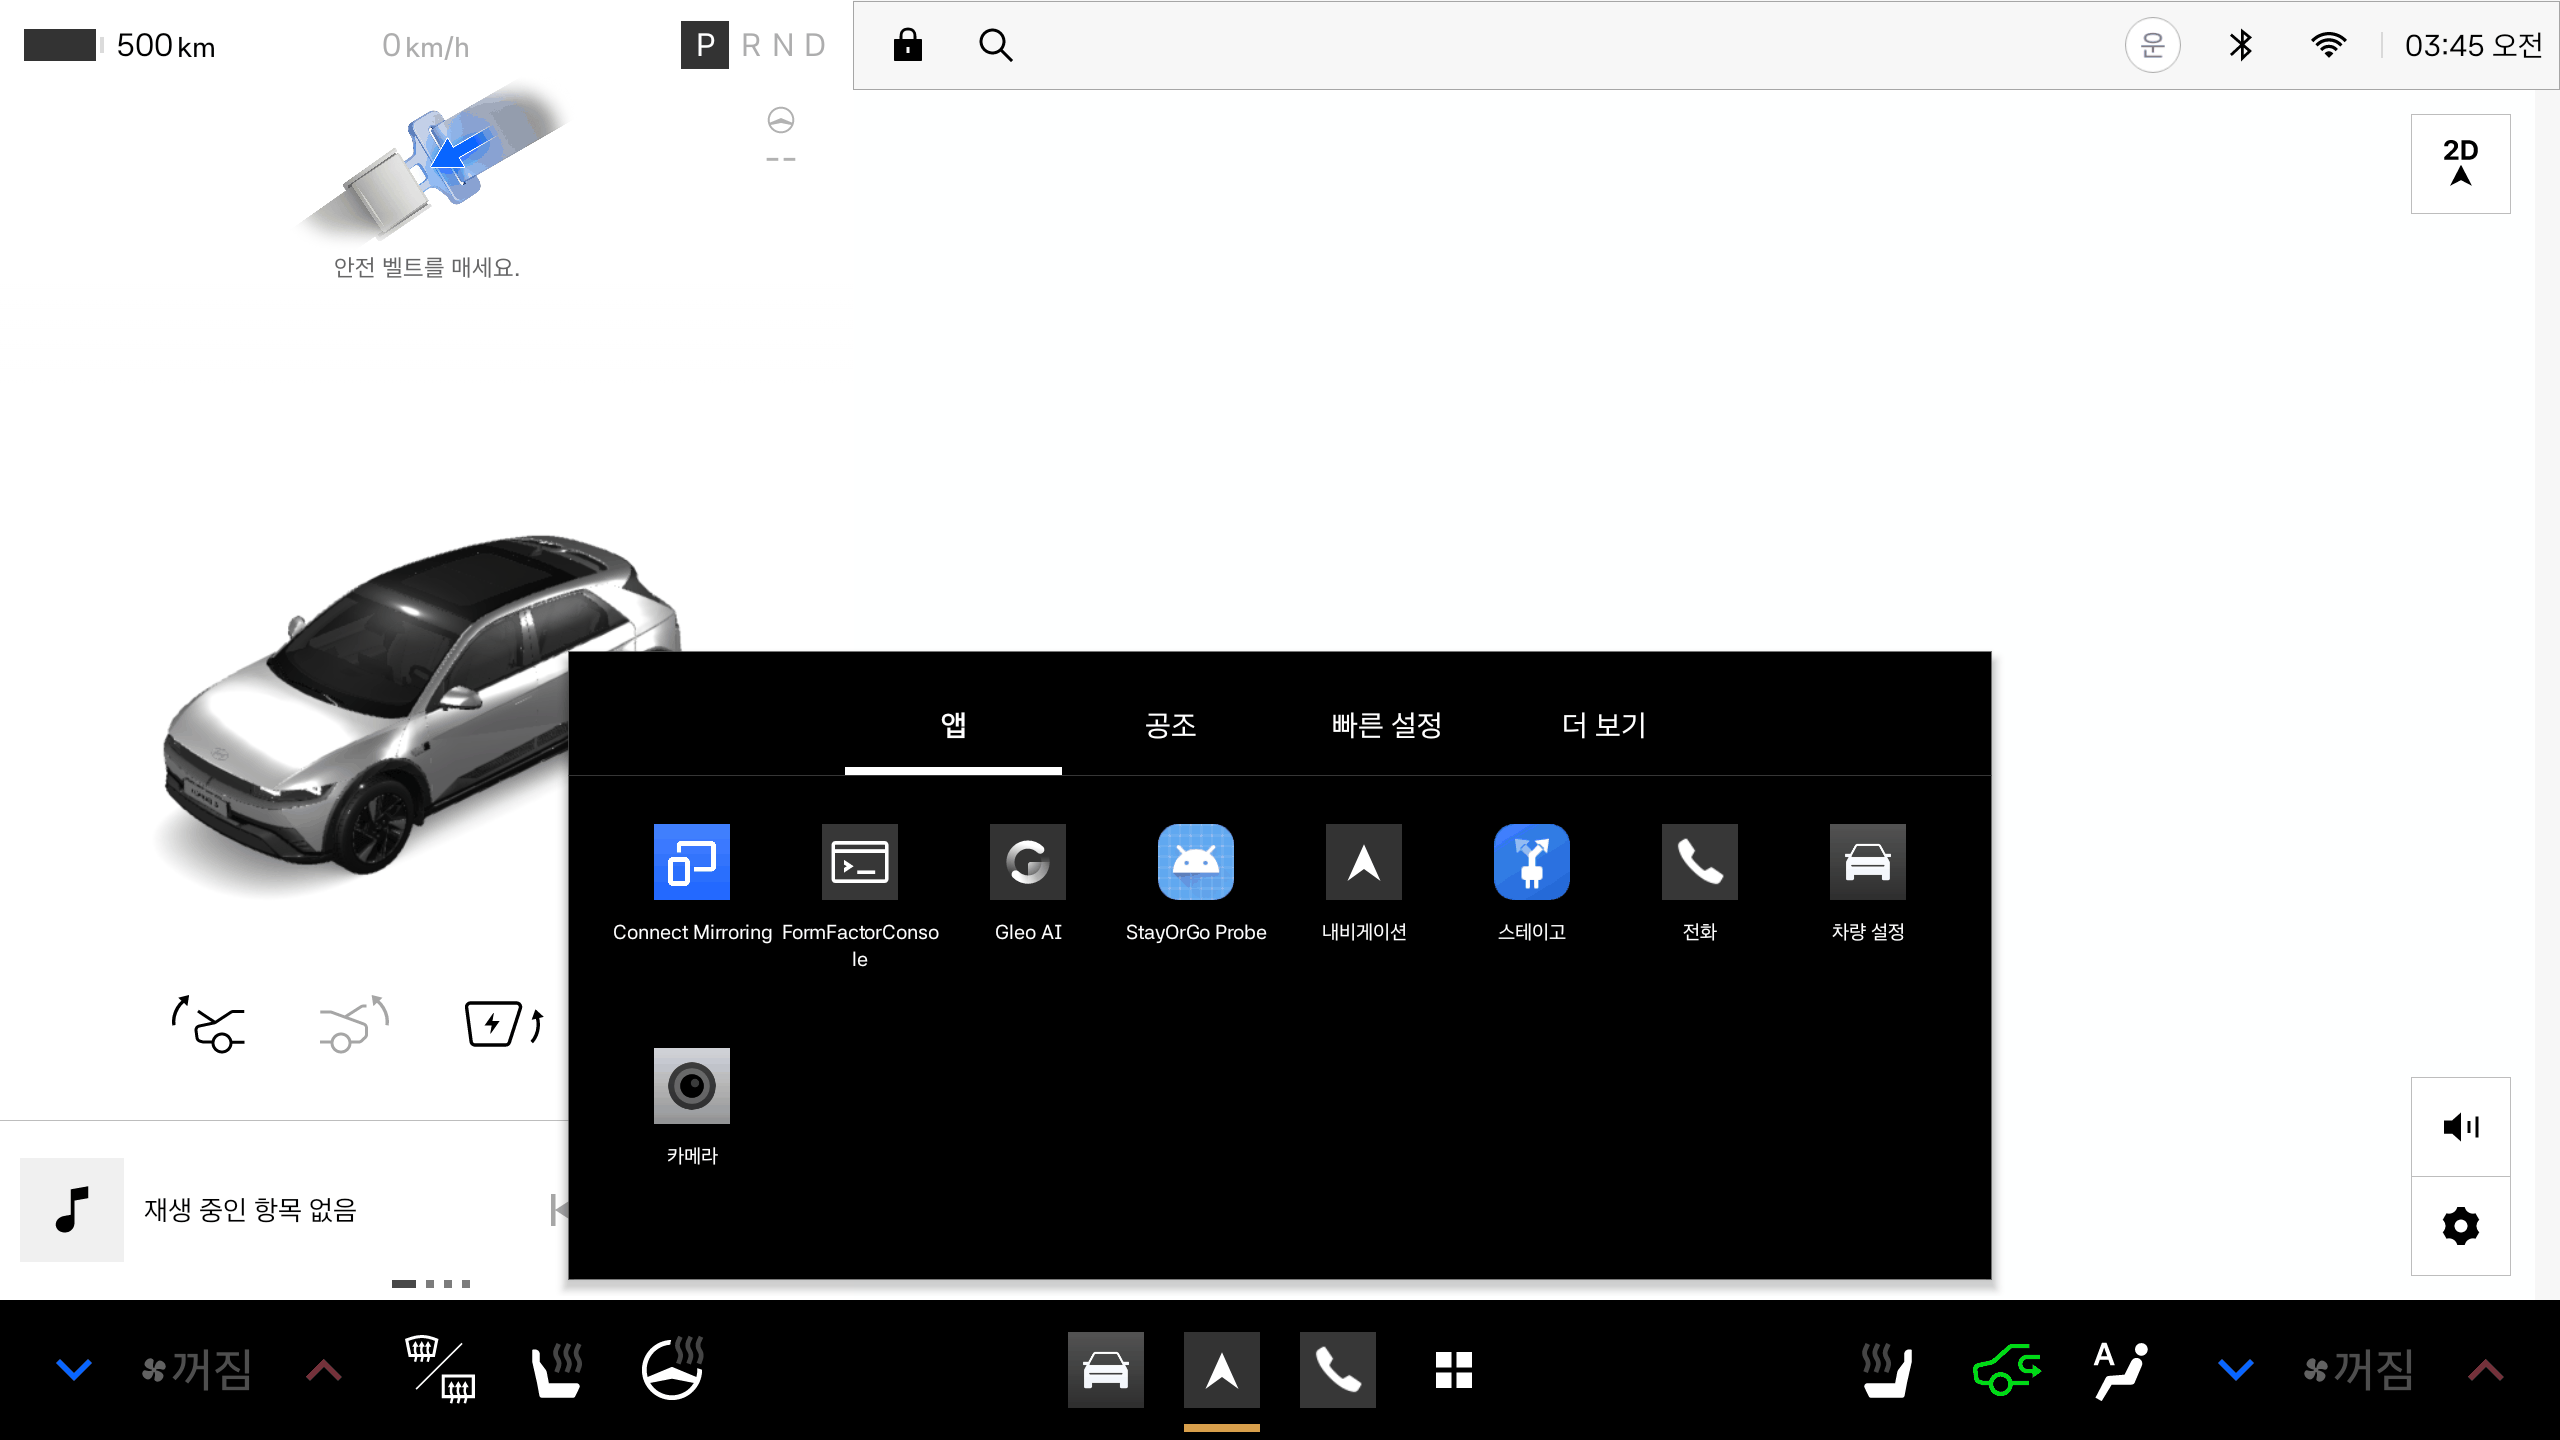 500 km
0 km/h
P R N D
운
03:45 오전
2D
안전 벨트를 매세요.
앱
공조
빠른 설정
더 보기
Connect Mirroring
FormFactorConso
le
Gleo AI
StayOrGo Probe
내비게이션
스테이고
전화
차량 설정
카메라
재생 중인 항목 없음
꺼짐
A
꺼짐